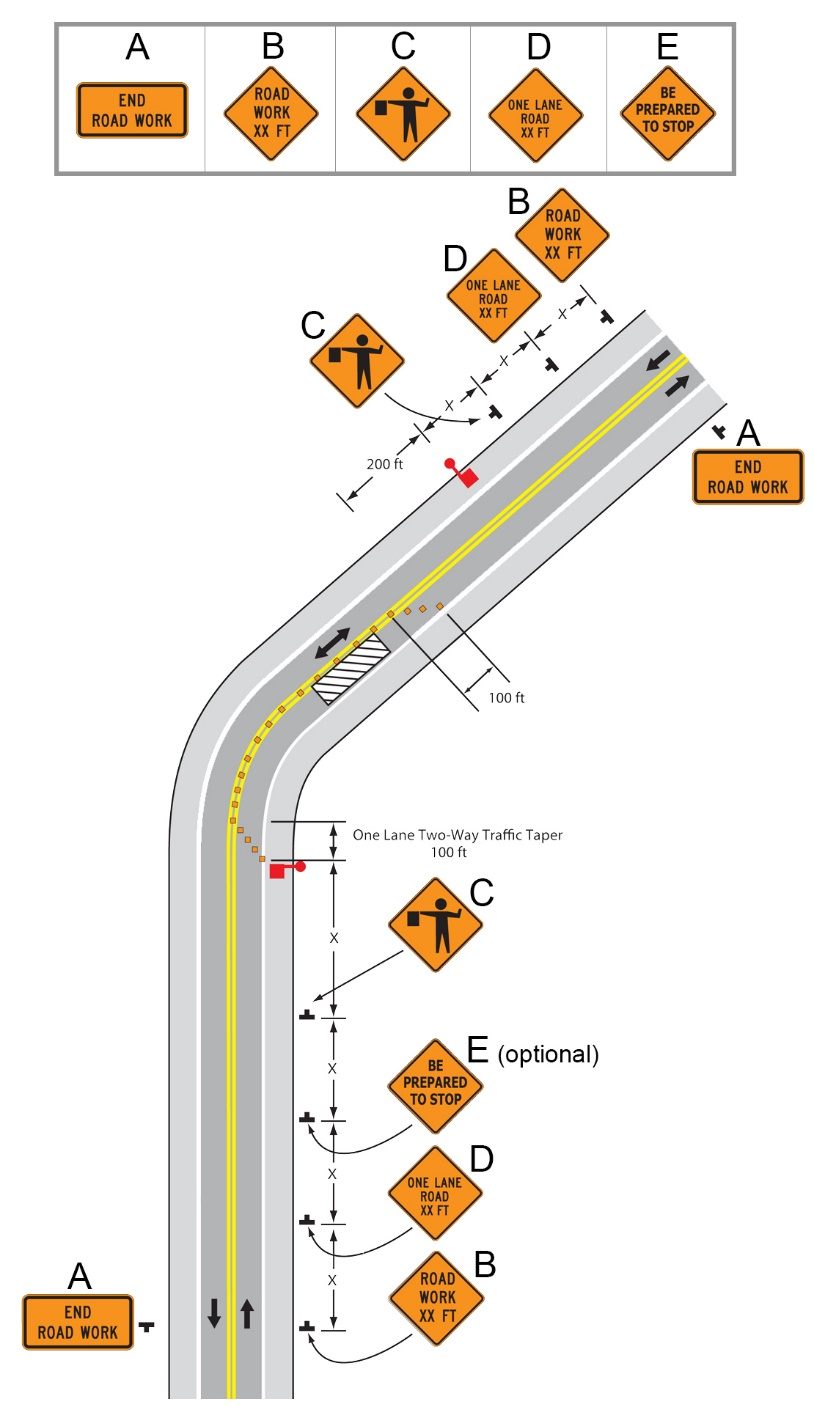 A
B
C
D
E
END
ROAD WORK
ROAD
WORK
XX FT
ONE LANE
ROAD
XX FT
BE
PREPARED
TO STOP
B
ROAD
WORK
XX FT
D
ONE LANE
ROAD
XX FT
C
X
X
X
200 ft
A
END
ROAD WORK
100 ft
One Lane Two-Way Traffic Taper
100 ft
C
X
E (optional)
BE
PREPARED
TO STOP
X
D
ONE LANE
ROAD
XX FT
X
B
ROAD
WORK
XX FT
X
A
END
ROAD WORK